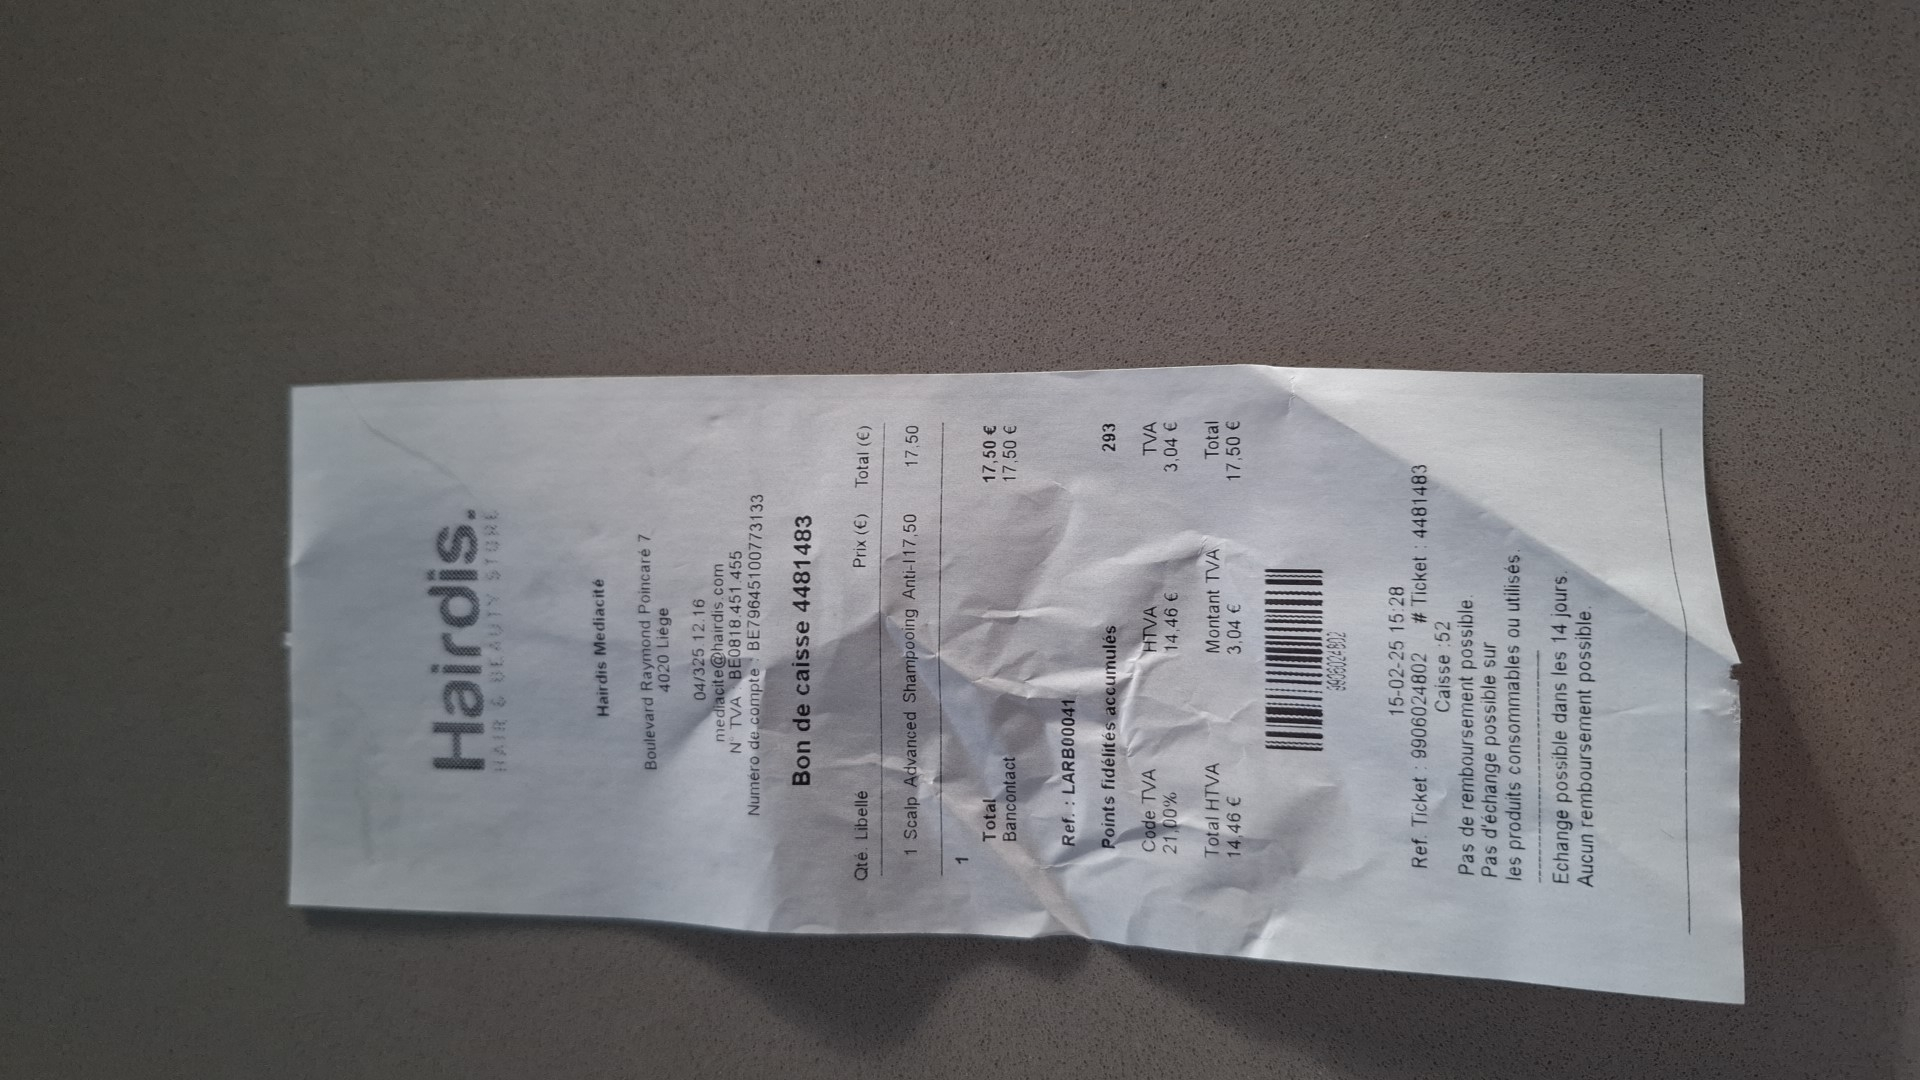 Hairdis.
HAIR & BEAUTY STORE
Hairdis Mediacité
Boulevard Raymond Poincaré 7
4020 Liège
04/325.12.16
mediacite@hairdis.com
N° TVA BE0818.451.455
Numéro de compte : BE79645100773133
Bon de caisse 4481483
Qté. Libelle Prix (€) Total (€)
1 Scalp Advanced Shampooing Anti-I17,50 17,50
1
Total 17,50 €
Bancontact 17,50 €
Ref. : LARB00041
Points fidélités accumulés 293
Code TVA HTVA TVA
21,00% 14,46 € 3,04 €
Total HTVA Montant TVA Total
14,46 € 3,04 € 17,50 €
15-02-25 15:28
Ref. Ticket : 9906024802 # Ticket : 4481483
Caisse :52
Pas de remboursement possible.
Pas d'échange possible sur
les produits consommables ou utilisés.
Echange possible dans les 14 jours.
Aucun remboursement possible.